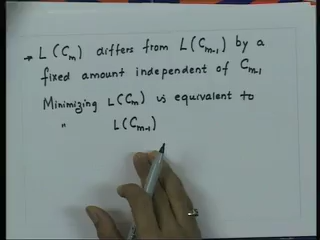 → L(Cm) differs from L(Cm-1) by a
fixed amount independent of Cm-1
Minimizing L(Cm) is equivalent to
" L(Cm-1)